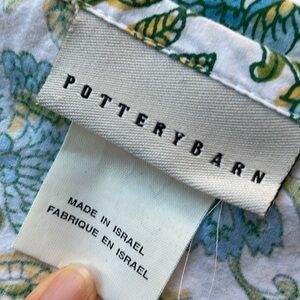 POTTERYBARN
MADE IN ISRAEL
FABRIQUE EN ISRAEL